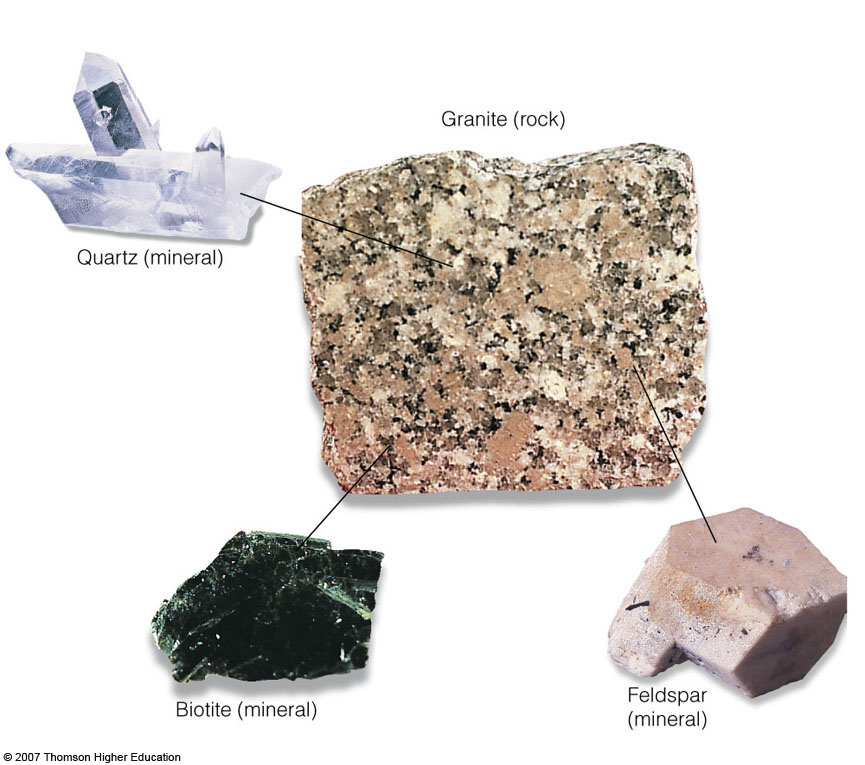 Granite (rock)
Quartz (mineral)
Biotite (mineral)
Feldspar
(mineral)
© 2007 Thomson Higher Education